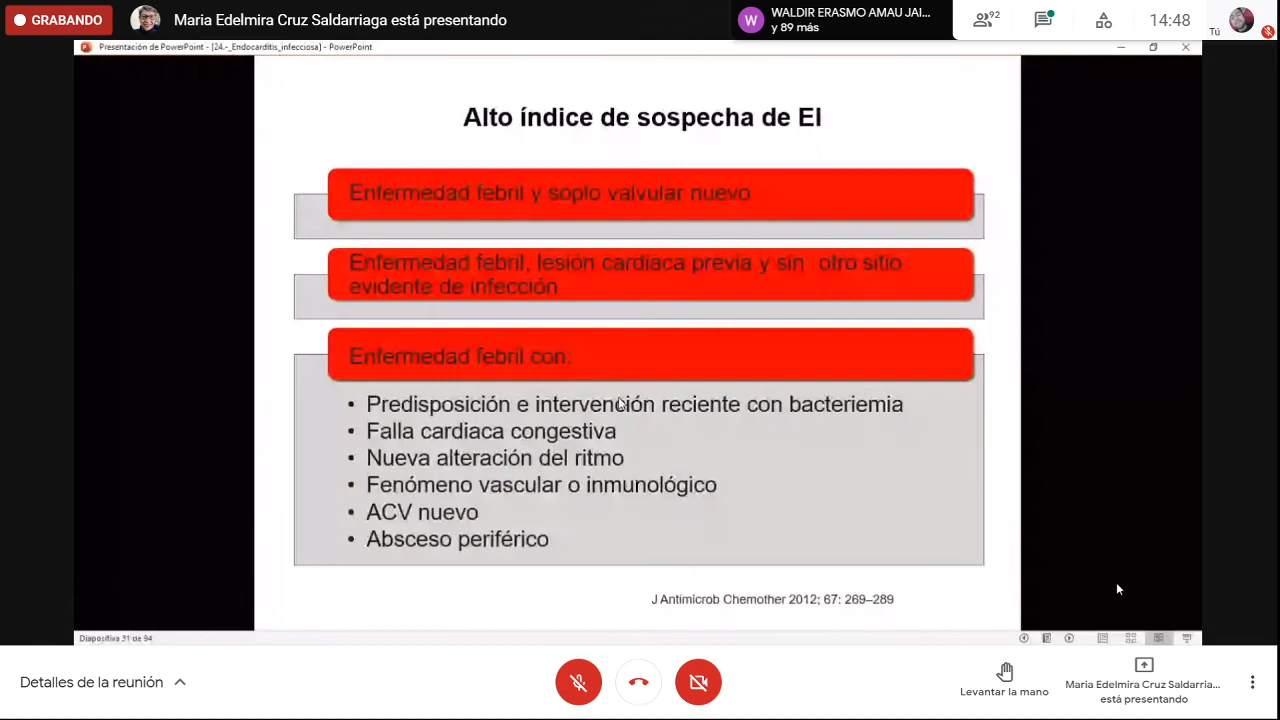 GRABANDO
Maria Edelmira Cruz Saldarriaga está presentando
W
WALDIR ERASMO AMAU JAI...
y 89 más
92
14:48
Tú
Presentación de PowerPoint - [24.-_Endocarditis_infecciosa] - PowerPoint
Alto índice de sospecha de EI
Enfermedad febril y soplo valvular nuevo
Enfermedad febril, lesión cardiaca previa y sin otro sitio
evidente de infección
Enfermedad febril con:
• Predisposición e intervención reciente con bacteriemia
• Falla cardiaca congestiva
• Nueva alteración del ritmo
• Fenómeno vascular o inmunológico
• ACV nuevo
• Absceso periférico
J Antimicrob Chemother 2012; 67: 269–289
Diapositiva 31 de 94
Detalles de la reunión
Levantar la mano
Maria Edelmira Cruz Saldarria...
está presentando